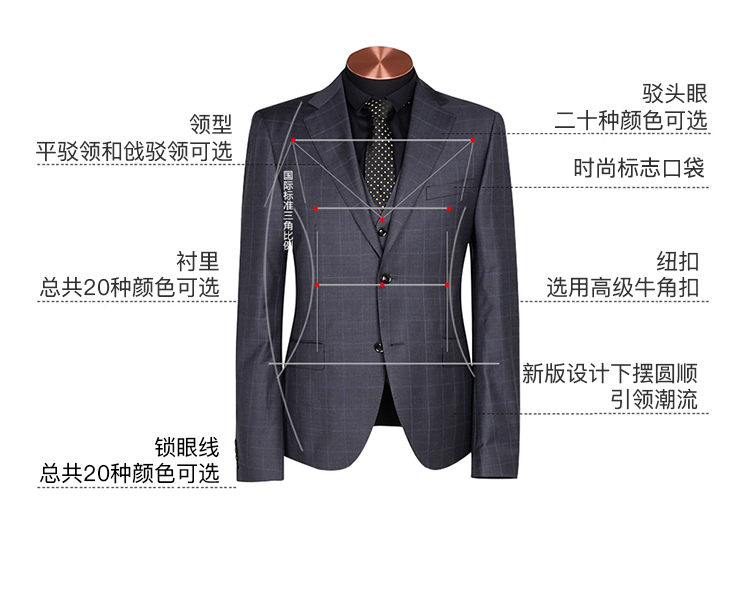 驳头眼
二十种颜色可选
领型
平驳领和戗驳领可选
时尚标志口袋
国际标准三角比例
衬里
总共20种颜色可选
纽扣
选用高级牛角扣
新版设计下摆圆顺
引领潮流
锁眼线
总共20种颜色可选